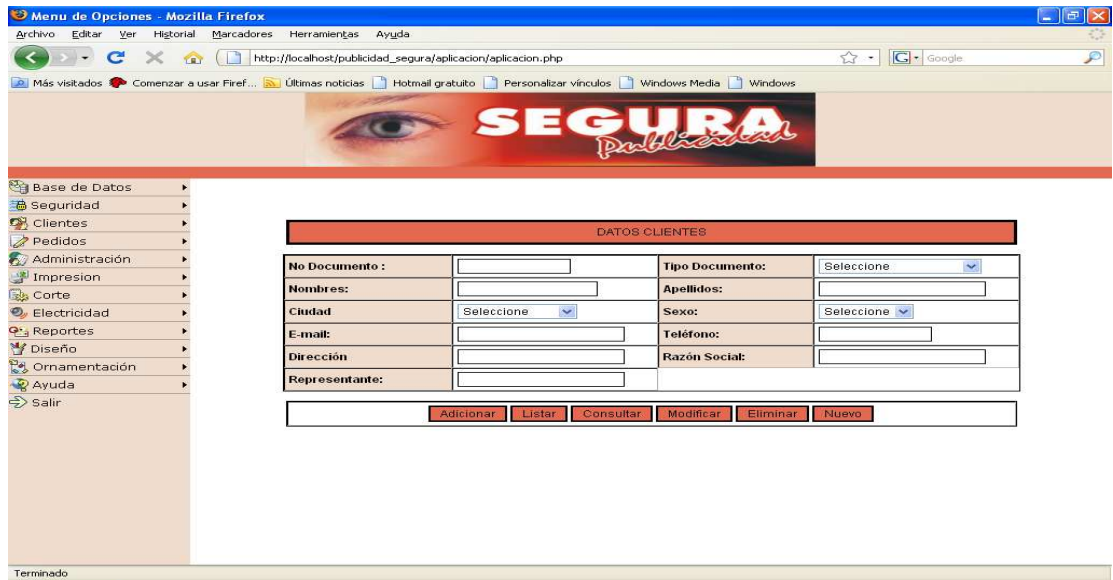 Menu de Opciones - Mozilla Firefox
Archivo Editar Ver Historial Marcadores Herramientas Ayuda
http://localhost/publicidad_segura/aplicacion/aplicacion.php
G Google
Más visitados Comenzar a usar Firef... Últimas noticias Hotmail gratuito Personalizar vínculos Windows Media Windows
SEGURA
Publicidad
Base de Datos
Seguridad
Clientes
Pedidos
Administración
Impresion
Corte
Electricidad
Reportes
Diseño
Ornamentación
Ayuda
Salir
DATOS CLIENTES
No Documento : Tipo Documento: Seleccione
Nombres: Apellidos:
Ciudad Seleccione Sexo: Seleccione
E-mail: Teléfono:
Dirección Razón Social:
Representante:
Adicionar Listar Consultar Modificar Eliminar Nuevo
Terminado